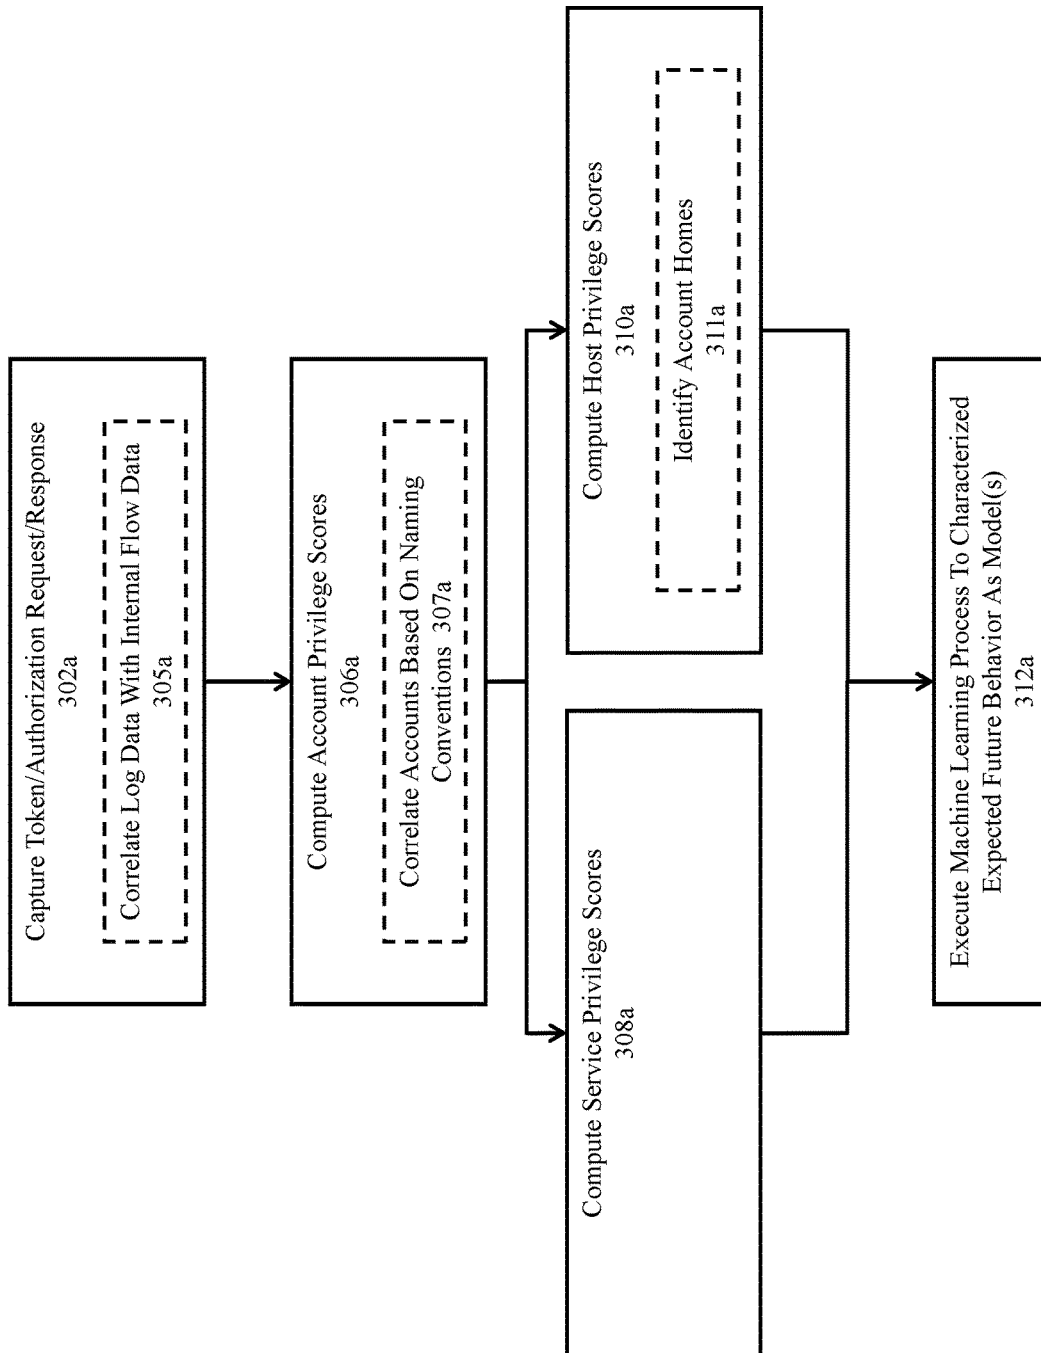 Capture Token/Authorization Request/Response
302a
Correlate Log Data With Internal Flow Data
305a
Compute Account Privilege Scores
306a
Correlate Accounts Based On Naming
Conventions 307a
Compute Service Privilege Scores
308a
Compute Host Privilege Scores
310a
Identify Account Homes
311a
Execute Machine Learning Process To Characterized
Expected Future Behavior As Model(s)
312a